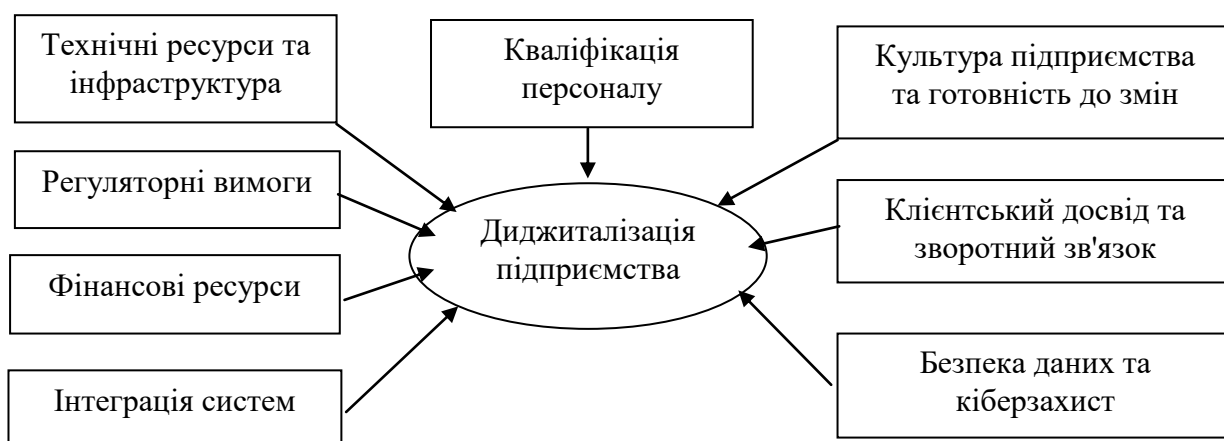 Технічні ресурси та
інфраструктура
Кваліфікація
персоналу
Культура підприємства
та готовність до змін
Регуляторні вимоги
Диджиталізація
підприємства
Клієнтський досвід та
зворотний зв'язок
Фінансові ресурси
Інтеграція систем
Безпека даних та
кіберзахист